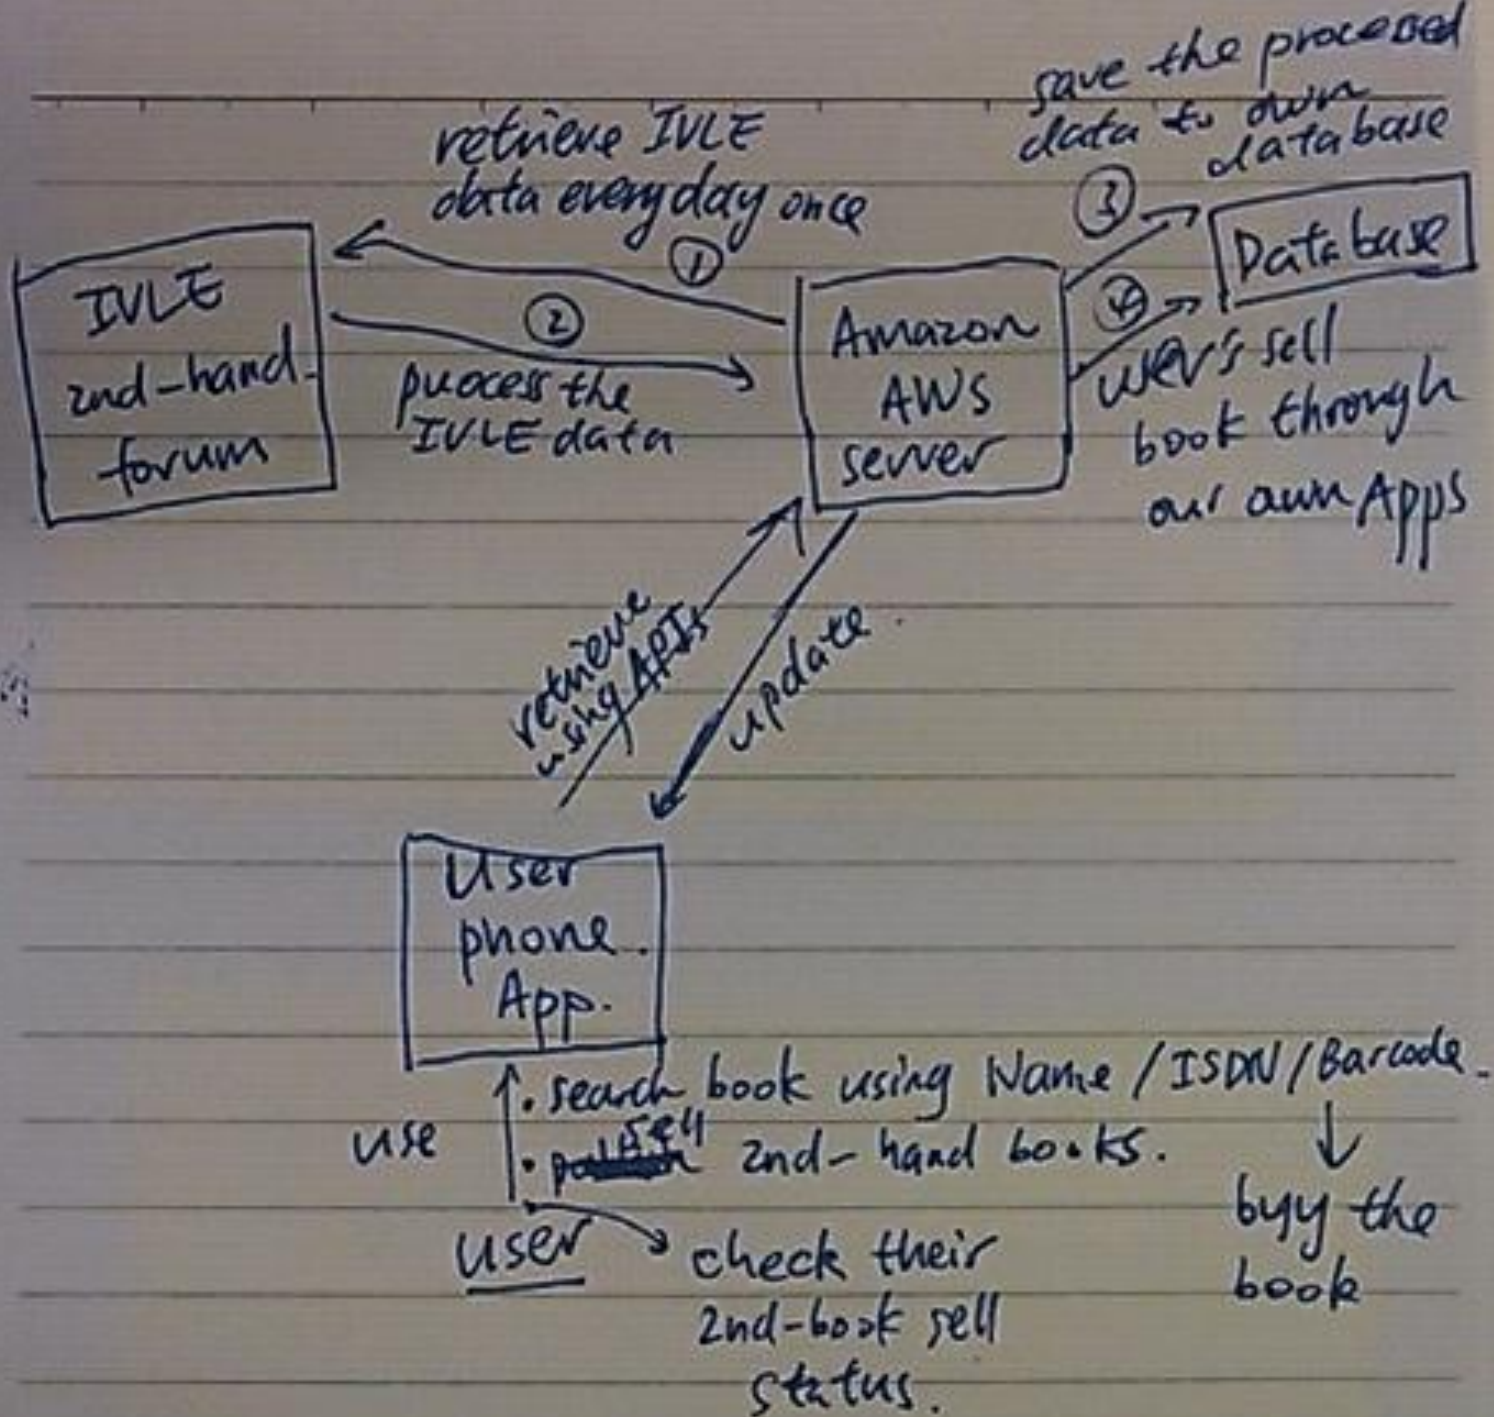 save the processed
data to own
database
retrieve IVLE
data everyday once
①
③
Database
IVLE
2nd-hand
forum
②
process the
IVLE data
Amazon
AWS
server
④
user's sell
book through
our own Apps
retrieve
using APIs
update.
User
phone.
App.
use
• search book using Name / ISDN / Barcode.
• sell 2nd-hand books.
↓
byy the
book
user
check their
2nd-book sell
status.